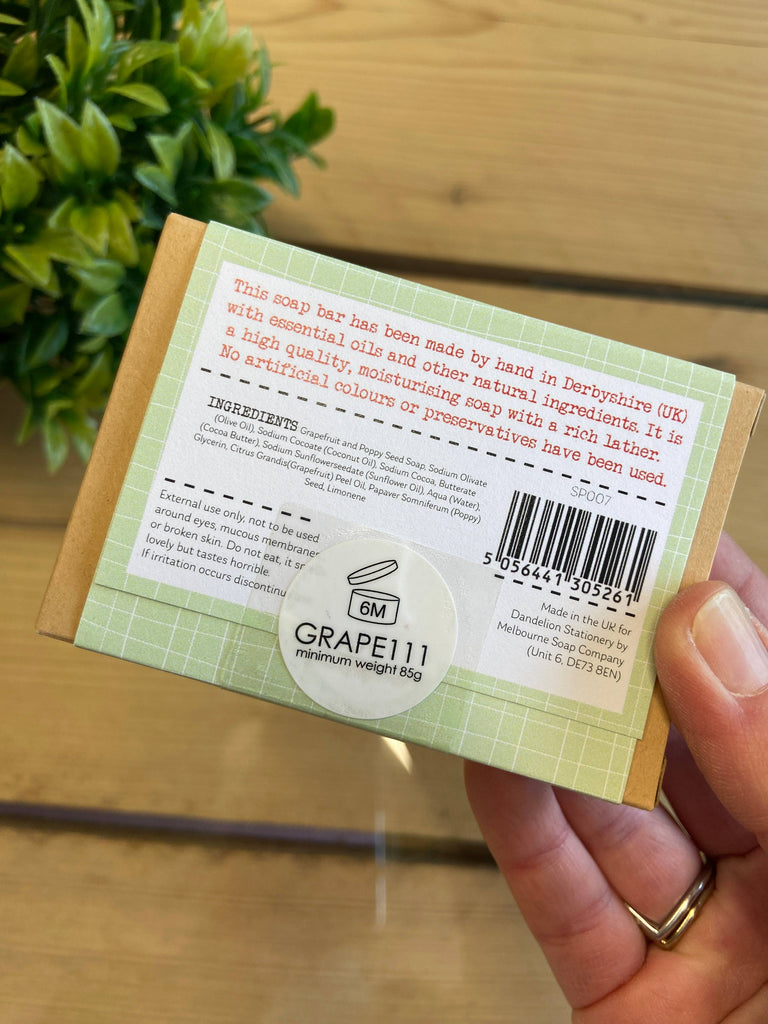 This soap bar has been made by hand in Derbyshire (UK)
with essential oils and other natural ingredients. It is
a high quality, moisturising soap with a rich lather.
No artificial colours or preservatives have been used.
INGREDIENTS Grapefruit and Poppy Seed Soap, Sodium Olivate
(Olive Oil), Sodium Cocoate (Coconut Oil), Sodium Cocoa, Butterate
(Cocoa Butter), Sodium Sunflowerseedate (Sunflower Oil), Aqua (Water),
Glycerin, Citrus Grandis(Grapefruit) Peel Oil, Papaver Somniferum (Poppy)
Seed, Limonene
SP007
5 056441 305261
External use only, not to be used
around eyes, mucous membranes
or broken skin. Do not eat, it
lovely but tastes horrible.
If irritation occurs discontinu
6M
GRAPE111
minimum weight 85g
Made in the UK for
Dandelion Stationery by
Melbourne Soap Company
(Unit 6, DE73 8EN)